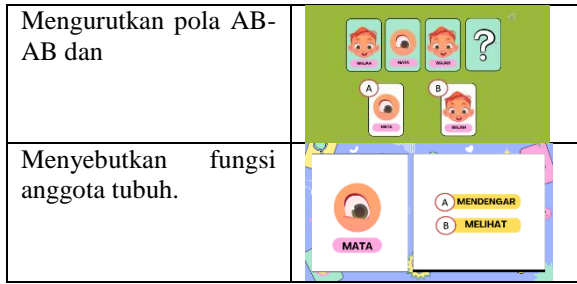 Mengurutkan pola AB-
AB dan
WAJAH MATA WAJAH ?
A B
MATA WAJAH
Menyebutkan fungsi
anggota tubuh.
MATA
A MENDENGAR
B MELIHAT